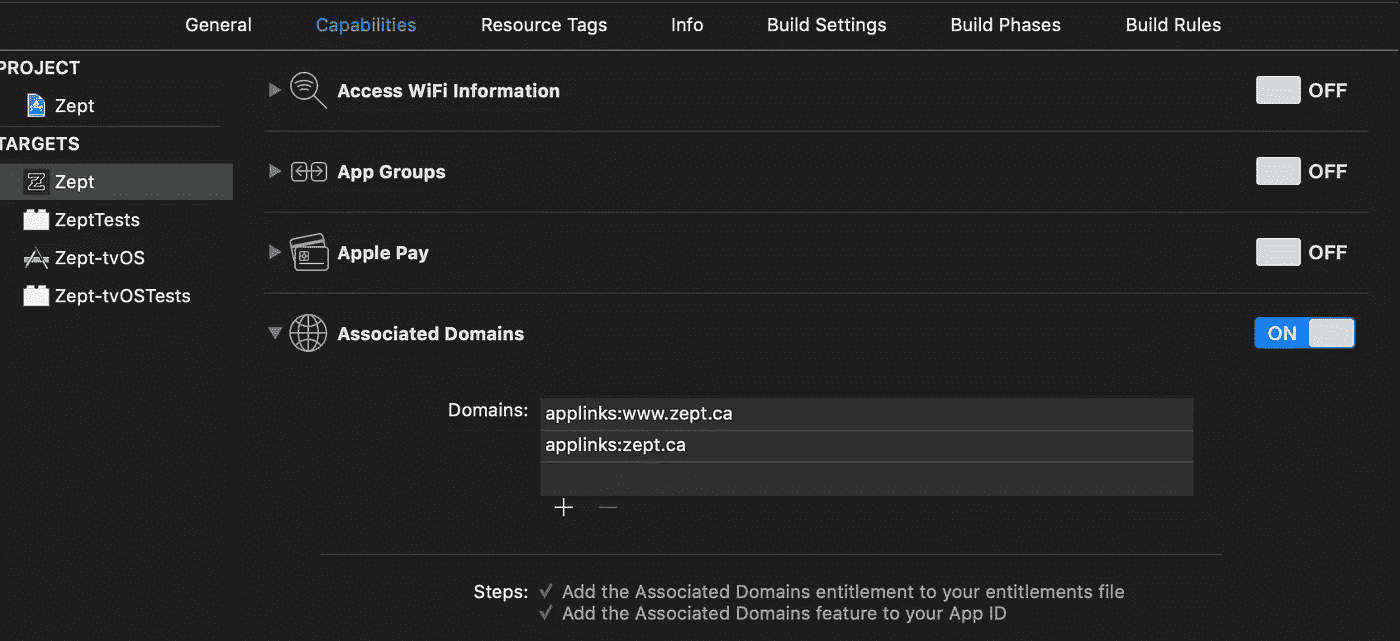 General Capabilities Resource Tags Info Build Settings Build Phases Build Rules
PROJECT
Zept
TARGETS
Zept
ZeptTests
Zept-tvOS
Zept-tvOSTests
Access WiFi Information OFF
App Groups OFF
Apple Pay OFF
Associated Domains ON
Domains: applinks:www.zept.ca
applinks:zept.ca
Steps: ✓ Add the Associated Domains entitlement to your entitlements file
✓ Add the Associated Domains feature to your App ID